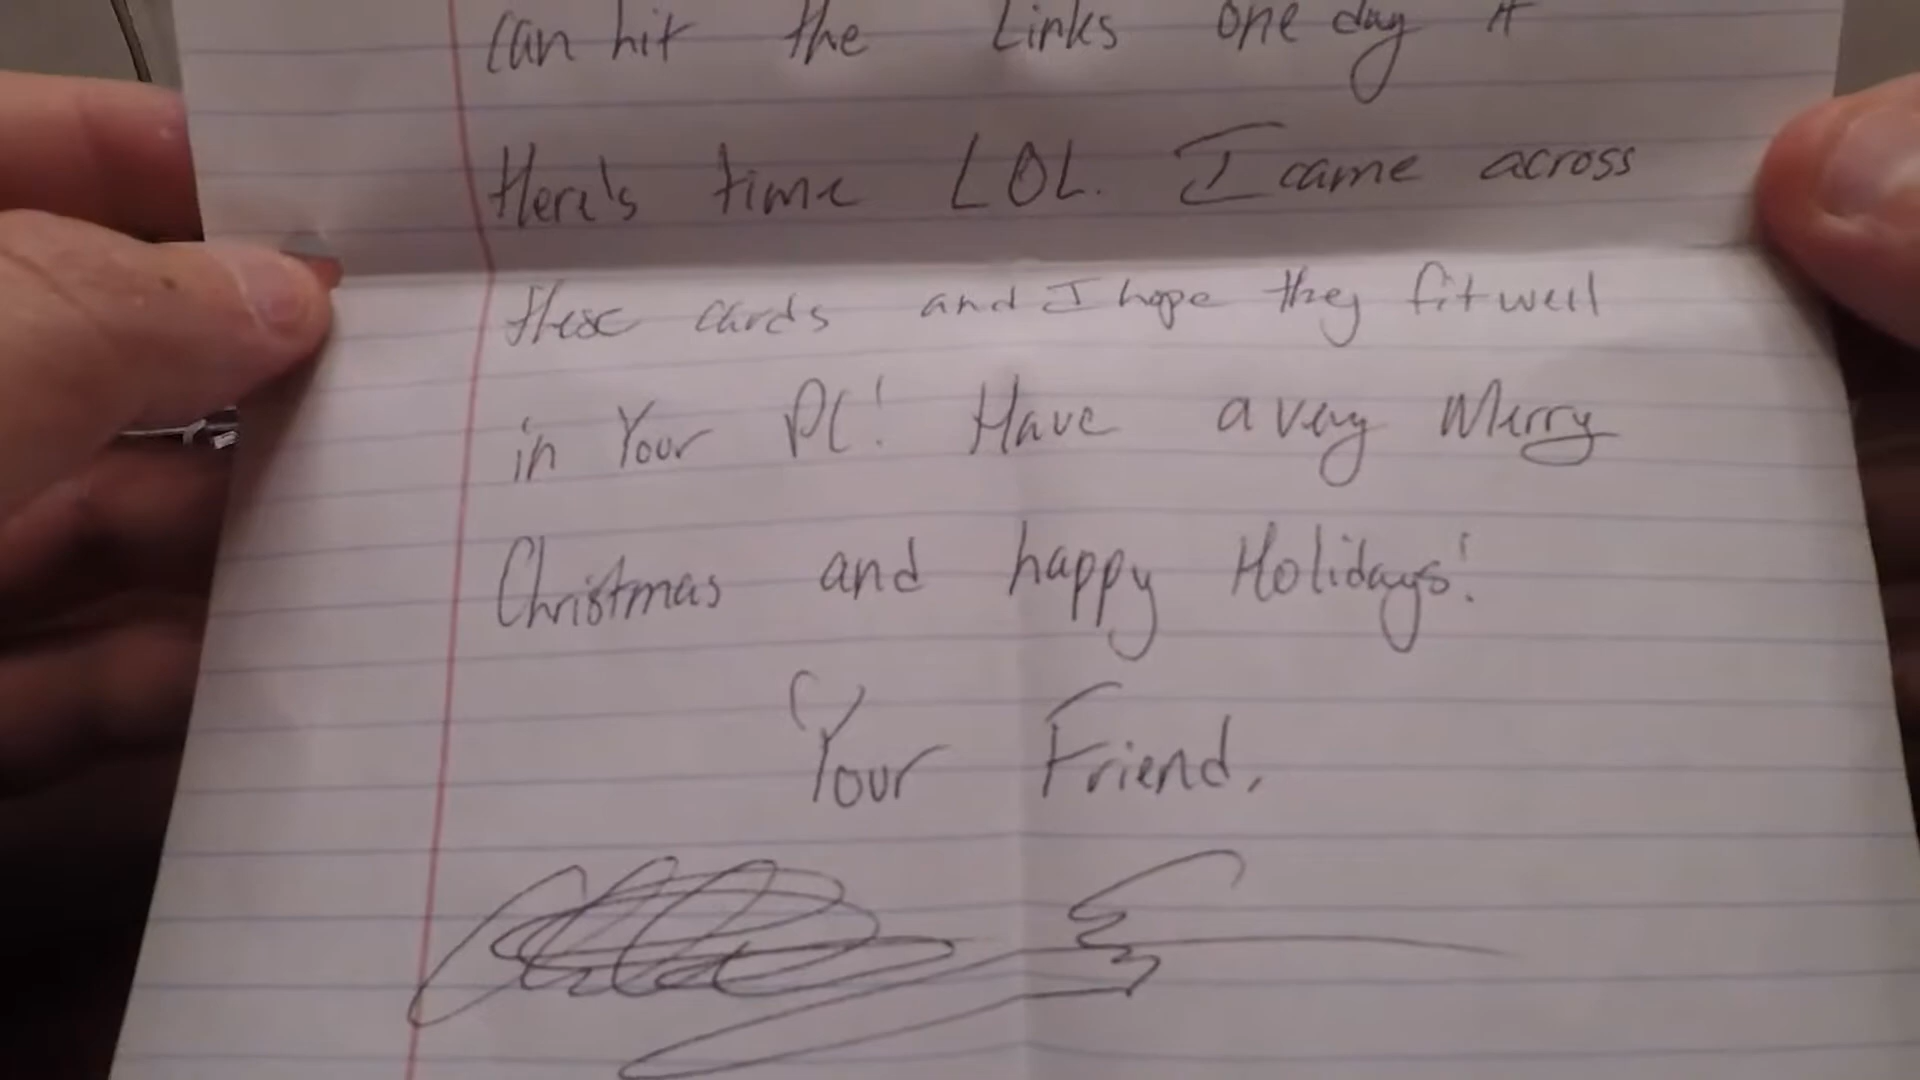 can hit the Links one day if
there's time LOL. I came across
these cards and I hope they fit well
in Your PC! Have a very Merry
Christmas and happy Holidays!
Your Friend,